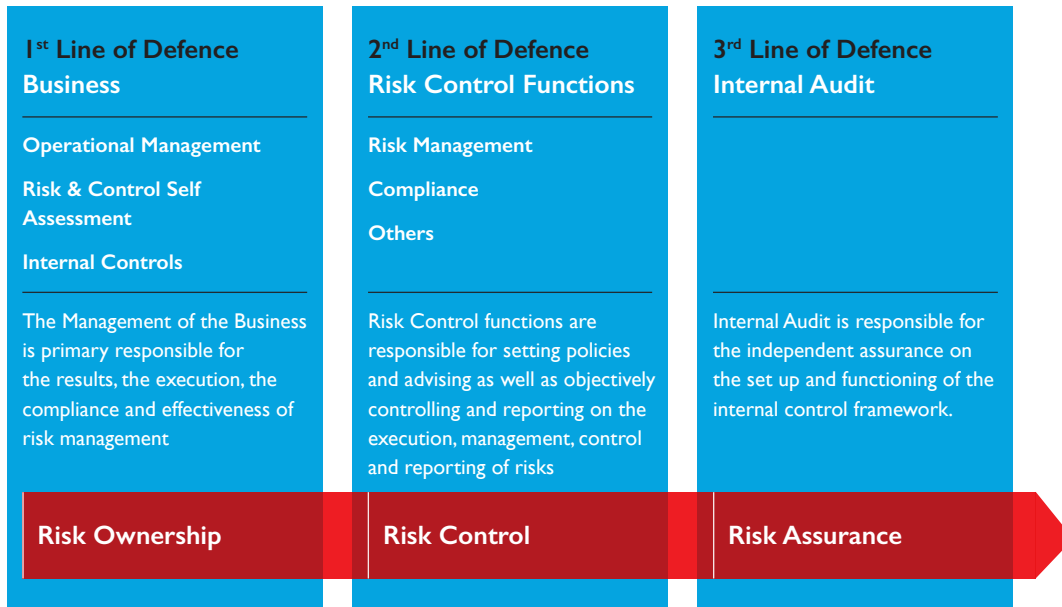 1st Line of Defence
Business
Operational Management
Risk & Control Self
Assessment
Internal Controls
The Management of the Business
is primary responsible for
the results, the execution, the
compliance and effectiveness of
risk management
Risk Ownership
2nd Line of Defence
Risk Control Functions
Risk Management
Compliance
Others
Risk Control functions are
responsible for setting policies
and advising as well as objectively
controlling and reporting on the
execution, management, control
and reporting of risks
Risk Control
3rd Line of Defence
Internal Audit
Internal Audit is responsible for
the independent assurance on
the set up and functioning of the
internal control framework.
Risk Assurance